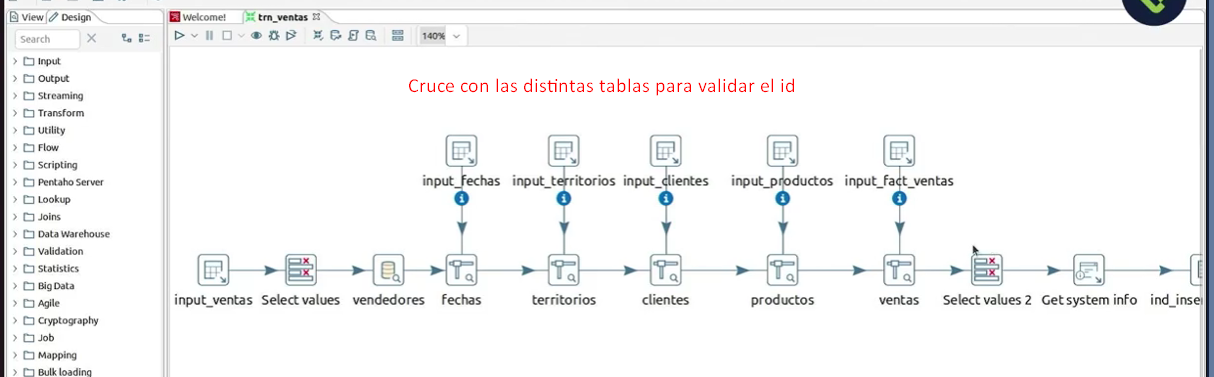 View
Design
Welcome!
trn_ventas
Search
140%
Input
Output
Streaming
Transform
Utility
Flow
Scripting
Pentaho Server
Lookup
Joins
Data Warehouse
Validation
Statistics
Big Data
Agile
Cryptography
Job
Mapping
Bulk loading
Cruce con las distintas tablas para validar el id
input_fechas
input_territorios
input_clientes
input_productos
input_fact_ventas
input_ventas
Select values
vendedores
fechas
territorios
clientes
productos
ventas
Select values 2
Get system info
ind_inse